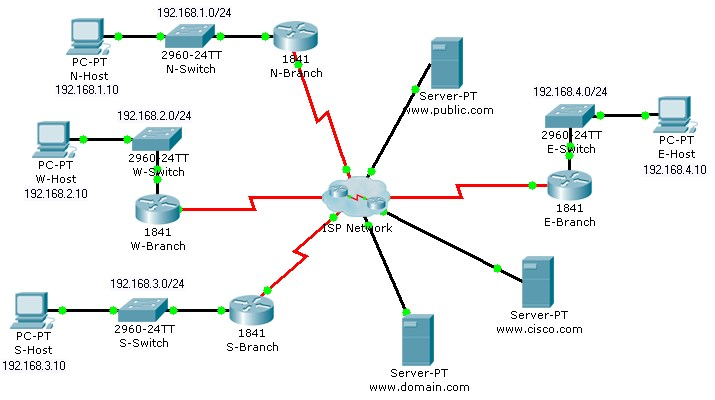 192.168.1.0/24
PC-PT
N-Host
192.168.1.10
2960-24TT
N-Switch
1841
N-Branch
Server-PT
www.public.com
192.168.2.0/24
PC-PT
W-Host
192.168.2.10
2960-24TT
W-Switch
1841
W-Branch
192.168.4.0/24
2960-24TT
E-Switch
PC-PT
E-Host
192.168.4.10
1841
E-Branch
ISP Network
192.168.3.0/24
PC-PT
S-Host
192.168.3.10
2960-24TT
S-Switch
1841
S-Branch
Server-PT
www.cisco.com
Server-PT
www.domain.com